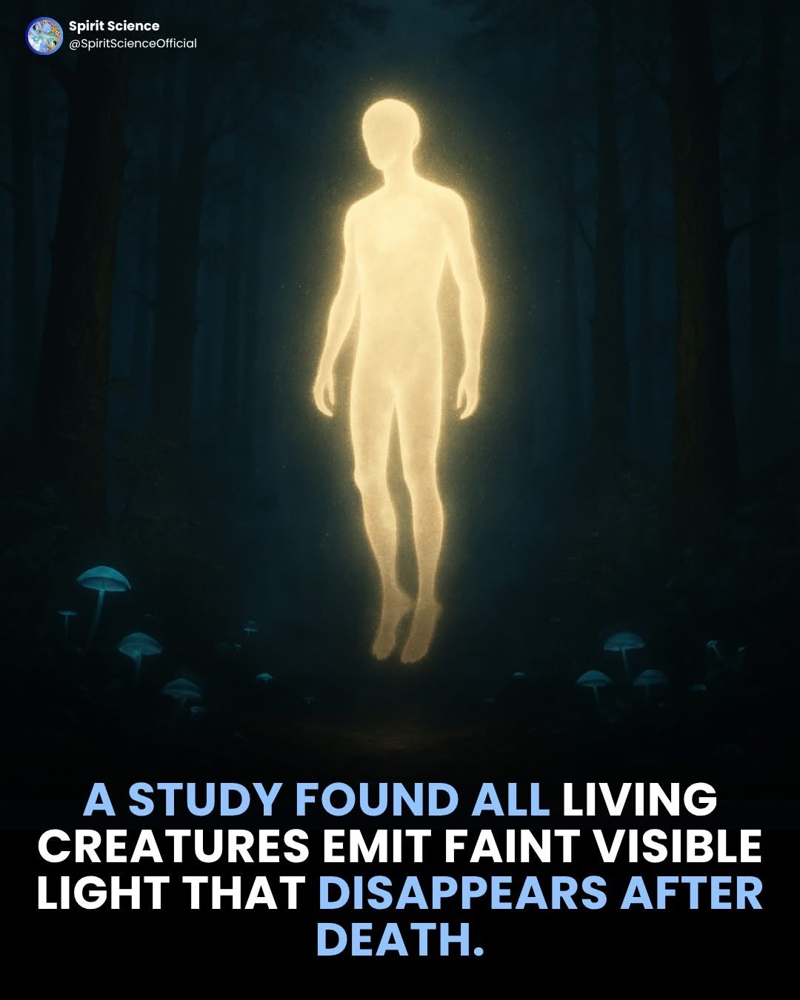 Spirit Science
@SpiritScienceOfficial
A STUDY FOUND ALL LIVING
CREATURES EMIT FAINT VISIBLE
LIGHT THAT DISAPPEARS AFTER
DEATH.